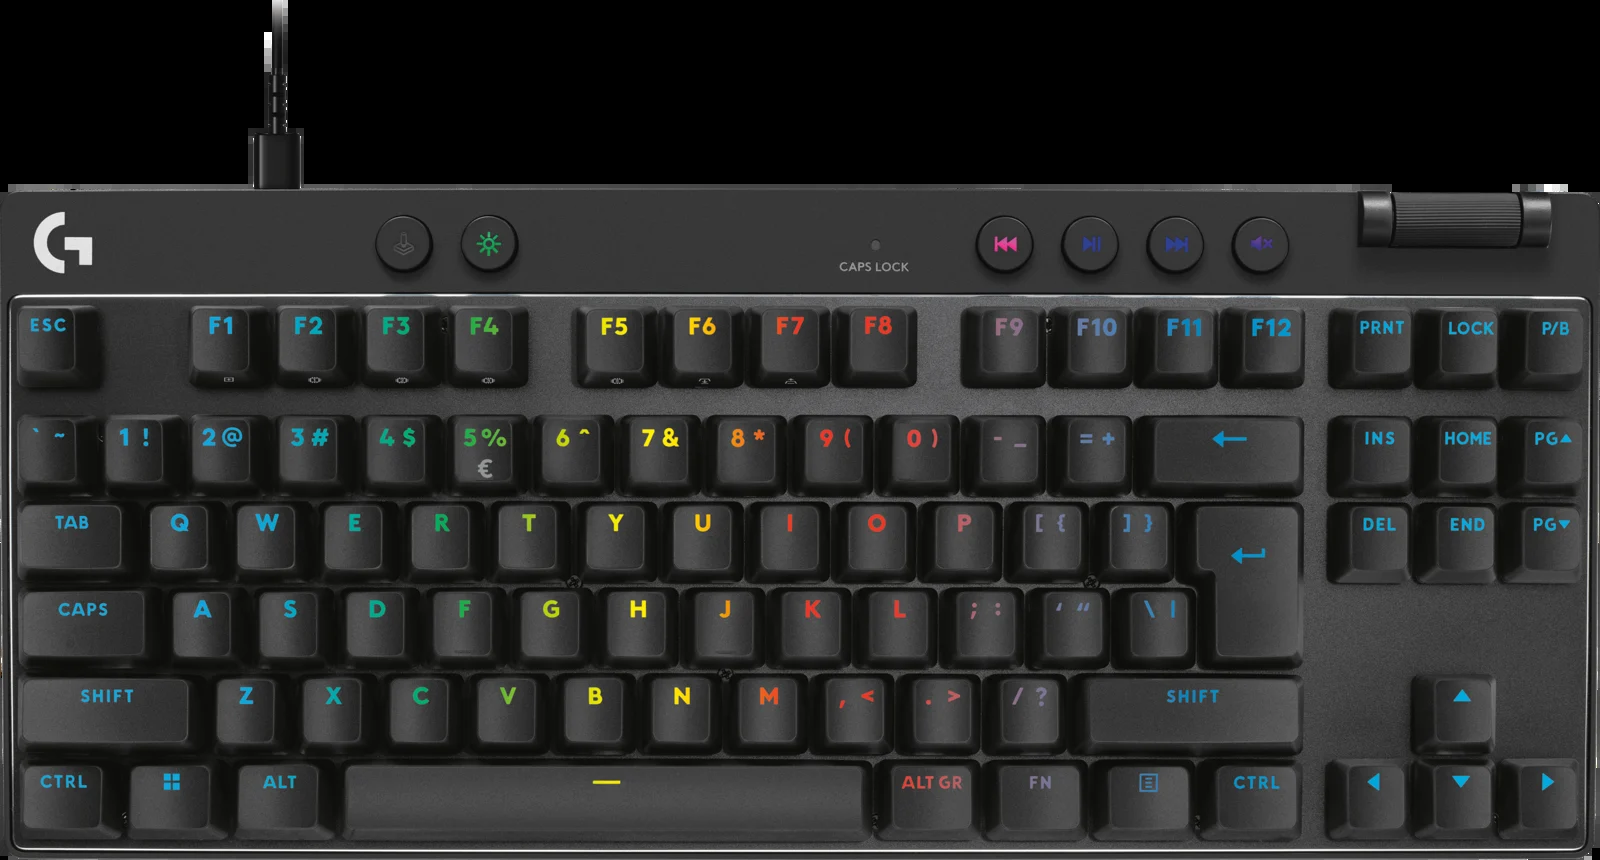 G
CAPS LOCK
ESC F1 F2 F3 F4 F5 F6 F7 F8 F9 F10 F11 F12 PRNT LOCK P/B
` ~ 1 ! 2 @ 3 # 4 $ 5 % 6 ^ 7 & 8 * 9 ( 0 ) - _ = + ← INS HOME PG▲
€
TAB Q W E R T Y U I O P [ { ] } DEL END PG▼
CAPS A S D F G H J K L ; : ‘ “ \ |
SHIFT Z X C V B N M , < . > / ? SHIFT
CTRL ALT ALT GR FN CTRL